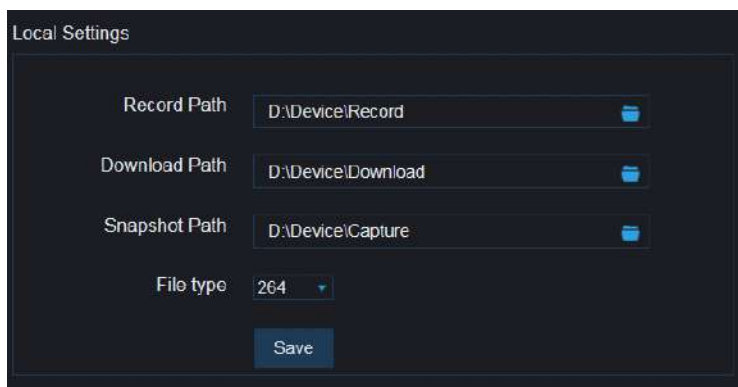 Local Settings
Record Path D:\Device\Record
Download Path D:\Device\Download
Snapshot Path D:\Device\Capture
File type 264
Save